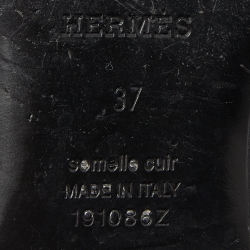 HERMES
37
semelle cuir
MADE IN ITALY
191086Z